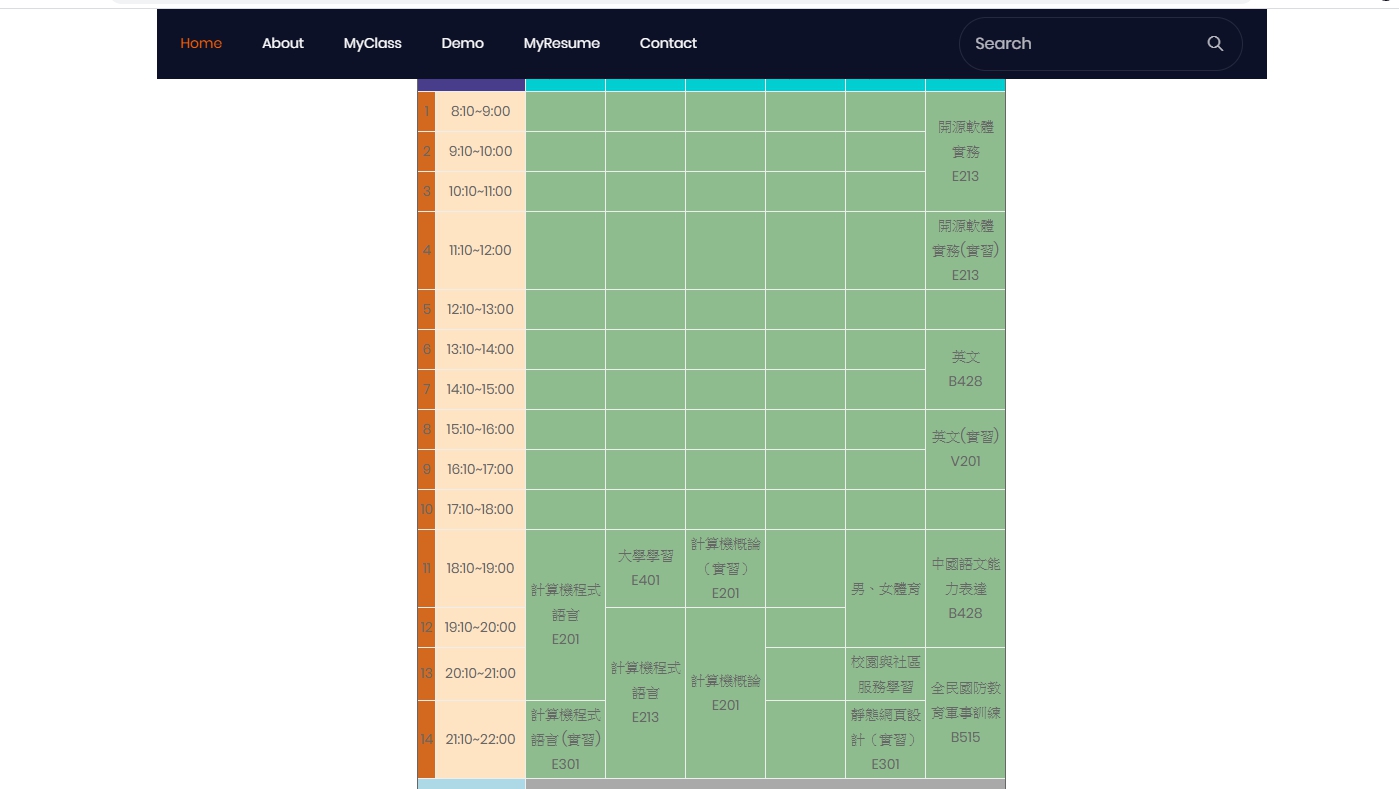 Home About MyClass Demo MyResume Contact Search
1 8:10~9:00
2 9:10~10:00
3 10:10~11:00
開源軟體
實務
E213
4 11:10~12:00
開源軟體
實務(實習)
E213
5 12:10~13:00
6 13:10~14:00
7 14:10~15:00
英文
B428
8 15:10~16:00
9 16:10~17:00
英文(實習)
V201
10 17:10~18:00
11 18:10~19:00
12 19:10~20:00
13 20:10~21:00
14 21:10~22:00
計算機程式
語言
E201
計算機程式
語言(實習)
E301
大學學習
E401
計算機程式
語言
E213
計算機概論
（實習）
E201
計算機概論
E201
男、女體育
校園與社區
服務學習
靜態網頁設
計（實習）
E301
中國語文能
力表達
B428
全民國防教
育軍事訓練
B515